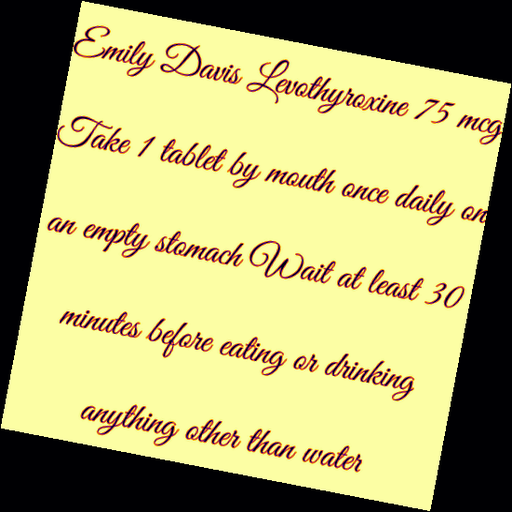 Emily Davis Levothyroxine 75 mcg
Take 1 tablet by mouth once daily on
an empty stomach Wait at least 30
minutes before eating or drinking
anything other than water